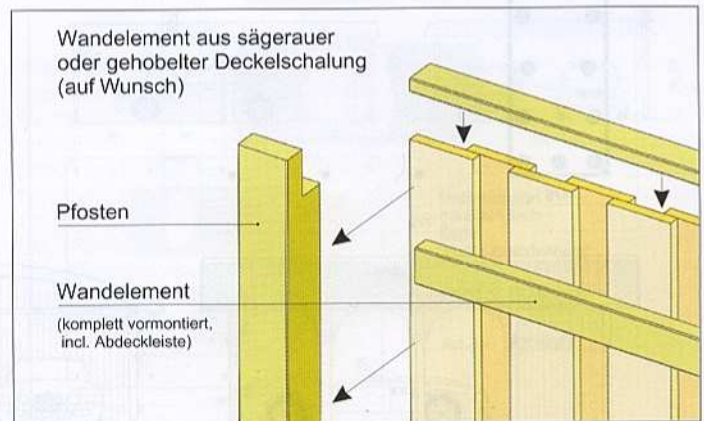 Wandelement aus sägerauer
oder gehobelter Deckelschalung
(auf Wunsch)
Pfosten
Wandelement
(komplett vormontiert,
incl. Abdeckleiste)